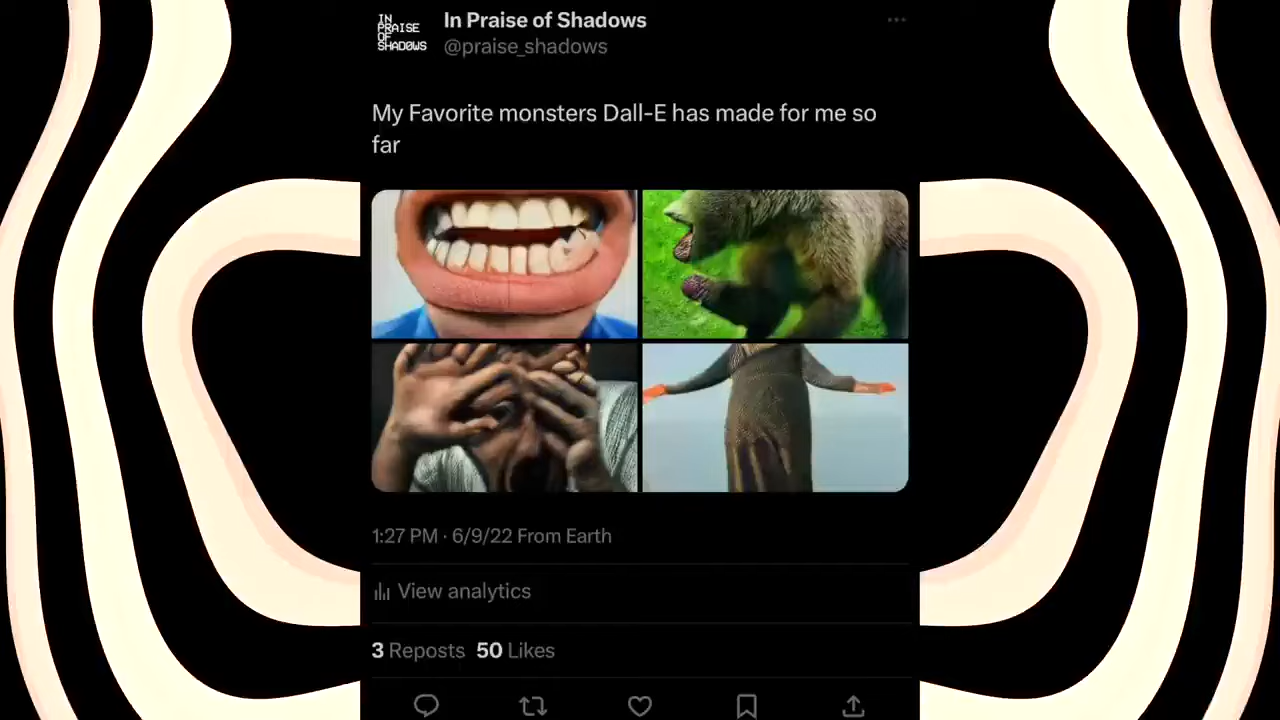 IN
PRAISE
OF
SHADOWS
In Praise of Shadows
@praise_shadows
My Favorite monsters Dall-E has made for me so
far
1:27 PM · 6/9/22 From Earth
View analytics
3 Reposts 50 Likes